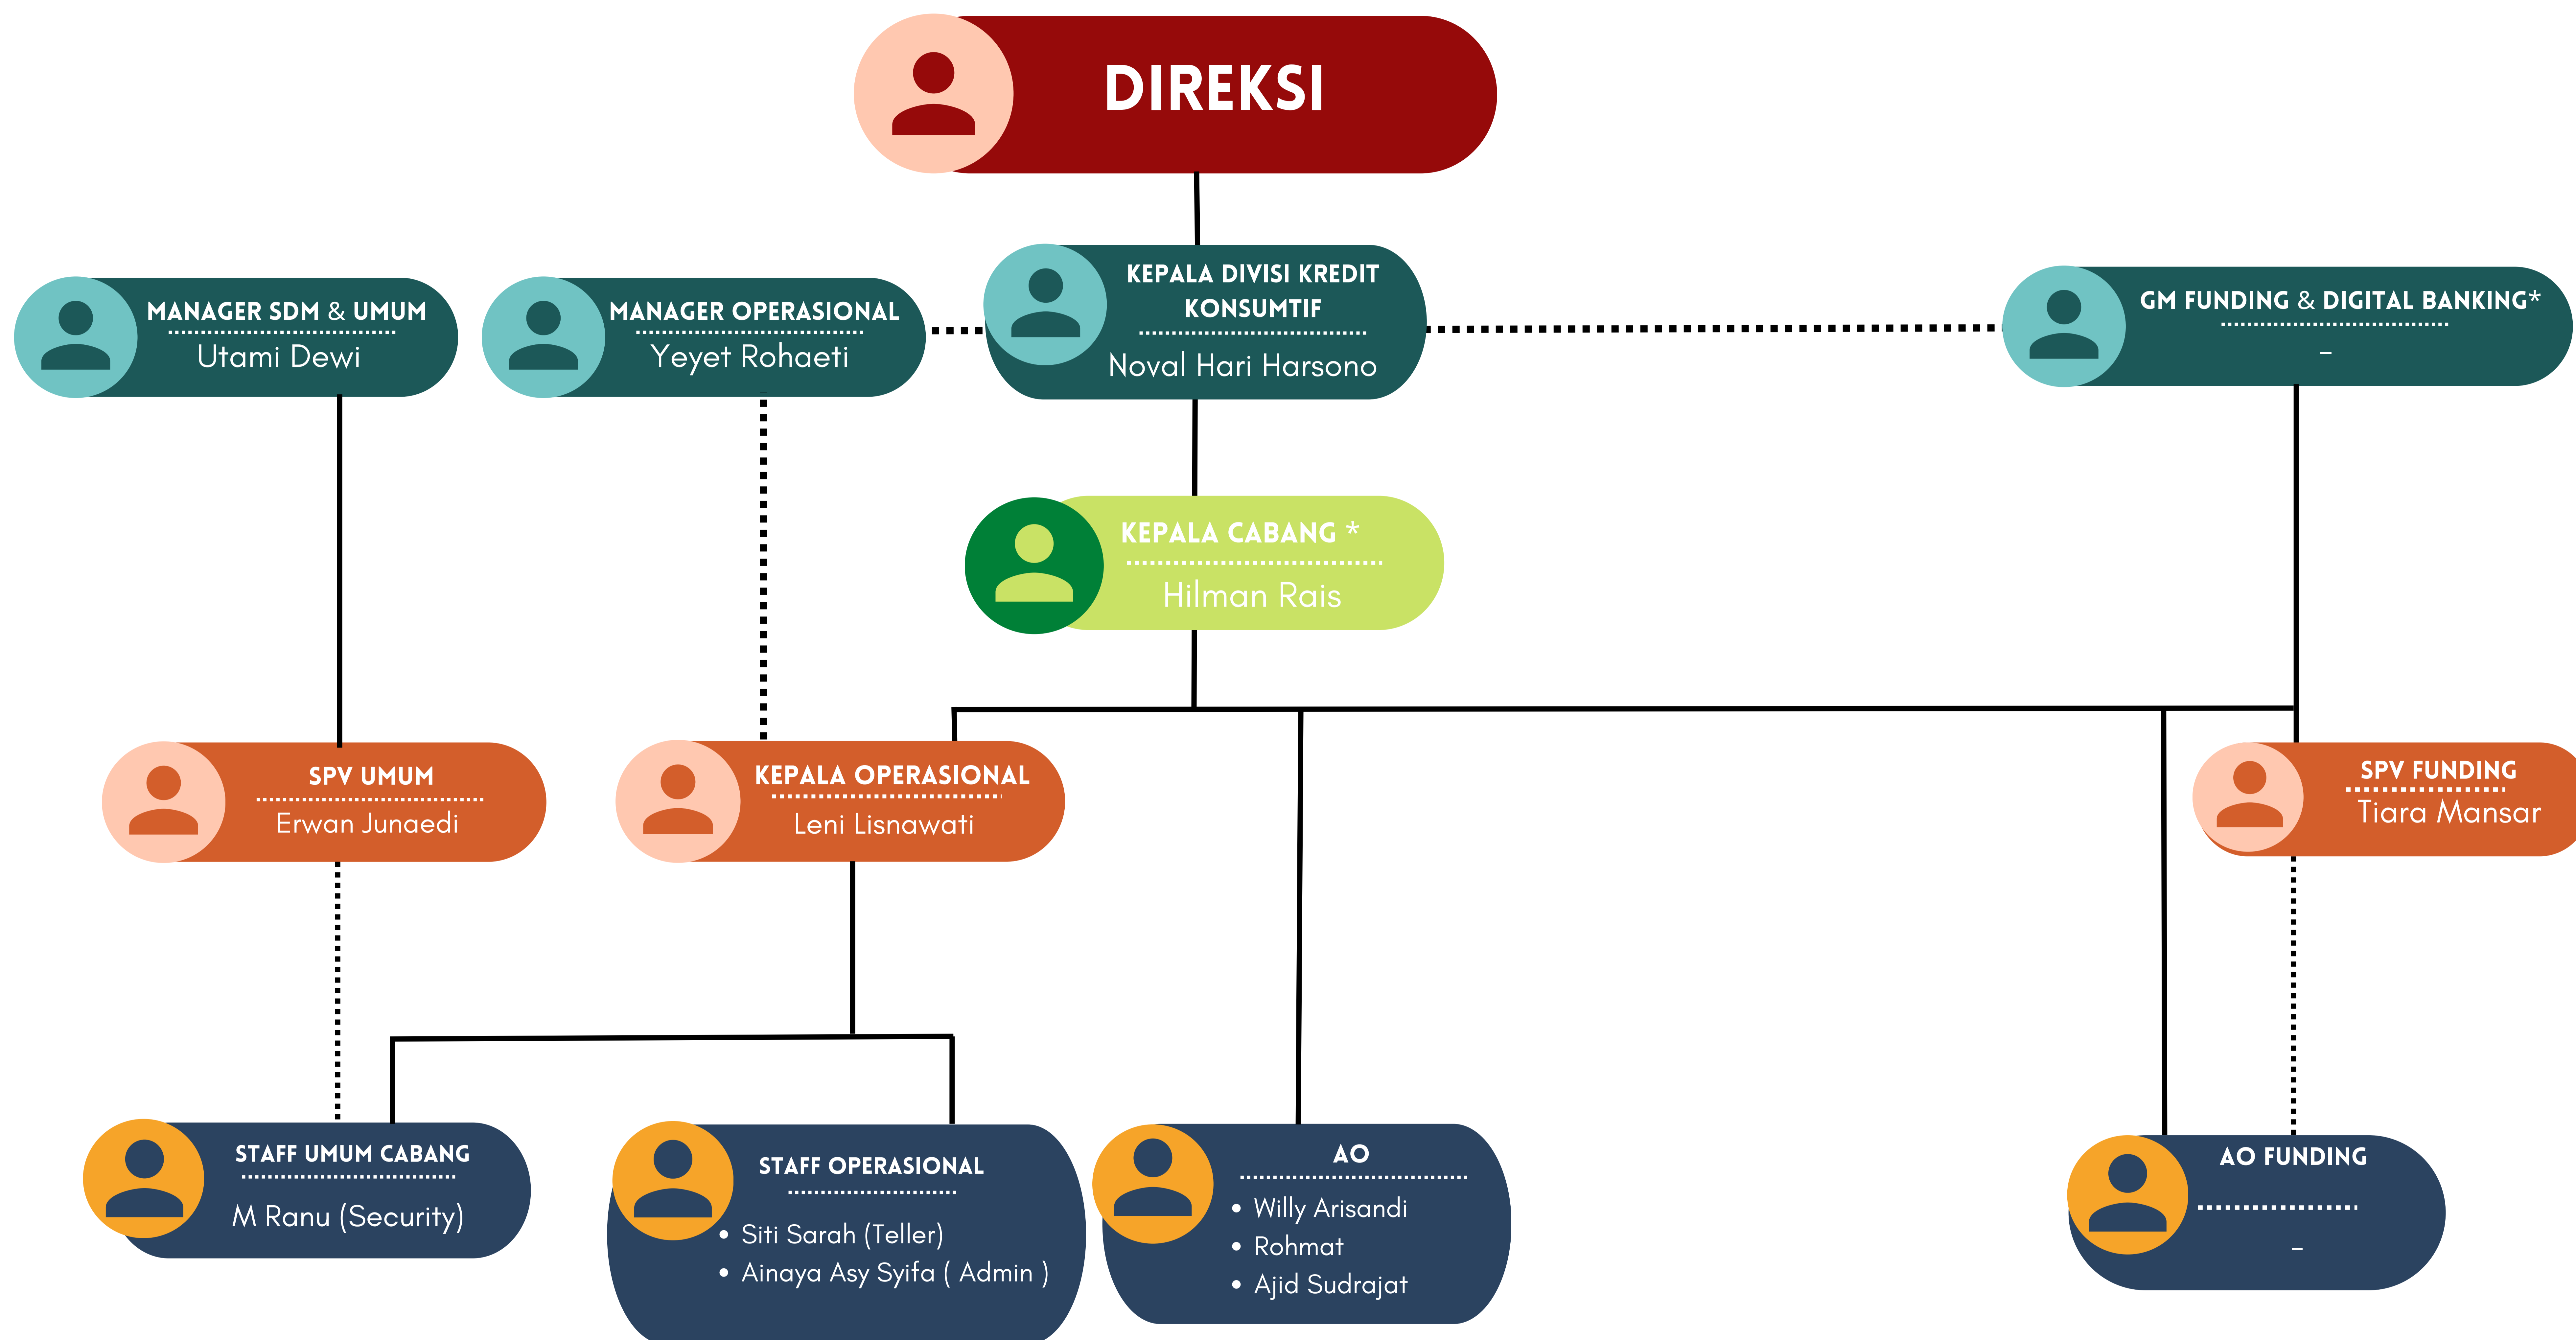 DIREKSI
MANAGER SDM & UMUM
Utami Dewi
MANAGER OPERASIONAL
Yeyet Rohaeti
KEPALA DIVISI KREDIT
KONSUMTIF
Noval Hari Harsono
GM FUNDING & DIGITAL BANKING*
-
KEPALA CABANG *
Hilman Rais
SPV UMUM
Erwan Junaedi
KEPALA OPERASIONAL
Leni Lisnawati
SPV FUNDING
Tiara Mansar
STAFF UMUM CABANG
M Ranu (Security)
STAFF OPERASIONAL
• Siti Sarah (Teller)
• Ainaya Asy Syifa ( Admin )
AO
• Willy Arisandi
• Rohmat
• Ajid Sudrajat
AO FUNDING
-